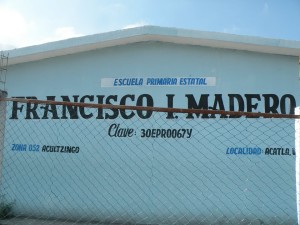 ESCUELA PRIMARIA ESTATAL
FRANCISCO I. MADERO
Clave: 30EPR0067Y
ZONA 052 ACULTZINGO
LOCALIDAD: ACATLA, V